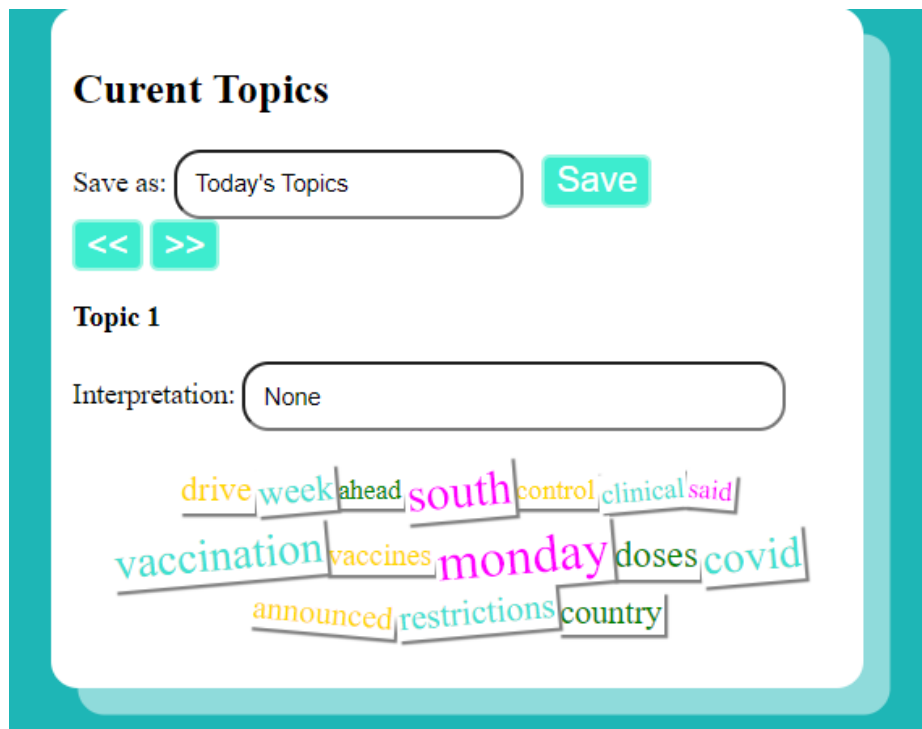 Curent Topics
Save as: Today's Topics Save
<< >>
Topic 1
Interpretation: None
drive week ahead south control clinical said
vaccination vaccines monday doses covid
announced restrictions country